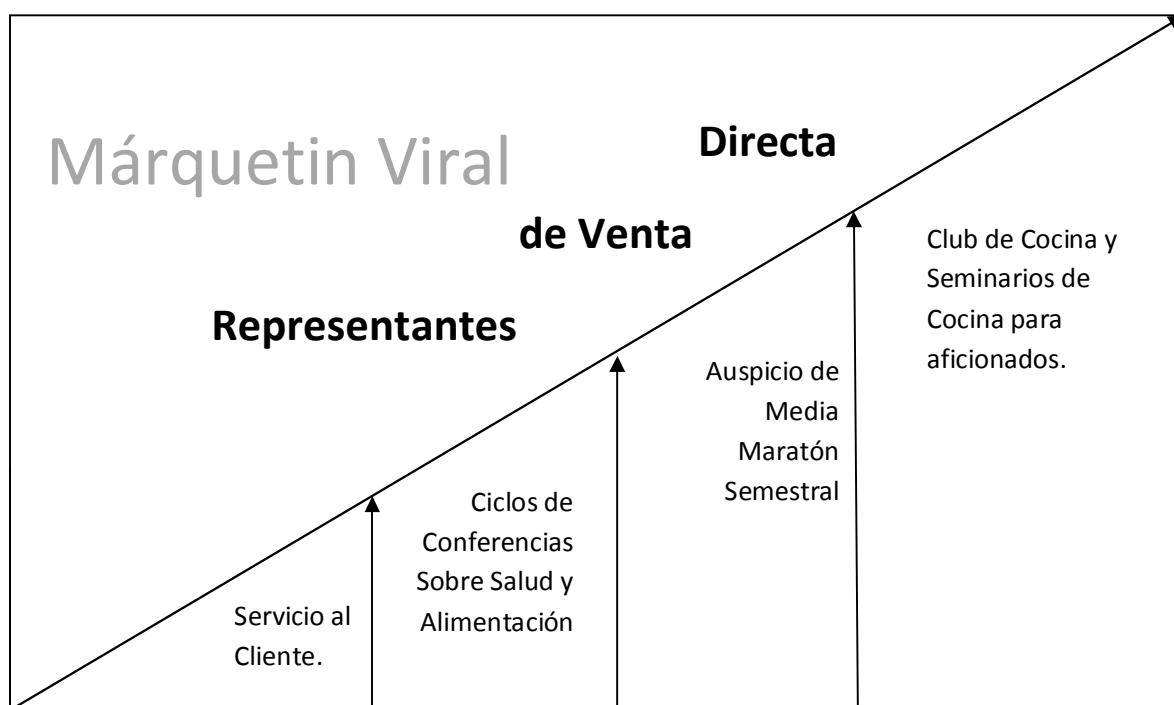 Márquetin Viral
Directa
de Venta
Representantes
Servicio al
Cliente.
Ciclos de
Conferencias
Sobre Salud y
Alimentación
Auspicio de
Media
Maratón
Semestral
Club de Cocina y
Seminarios de
Cocina para
aficionados.